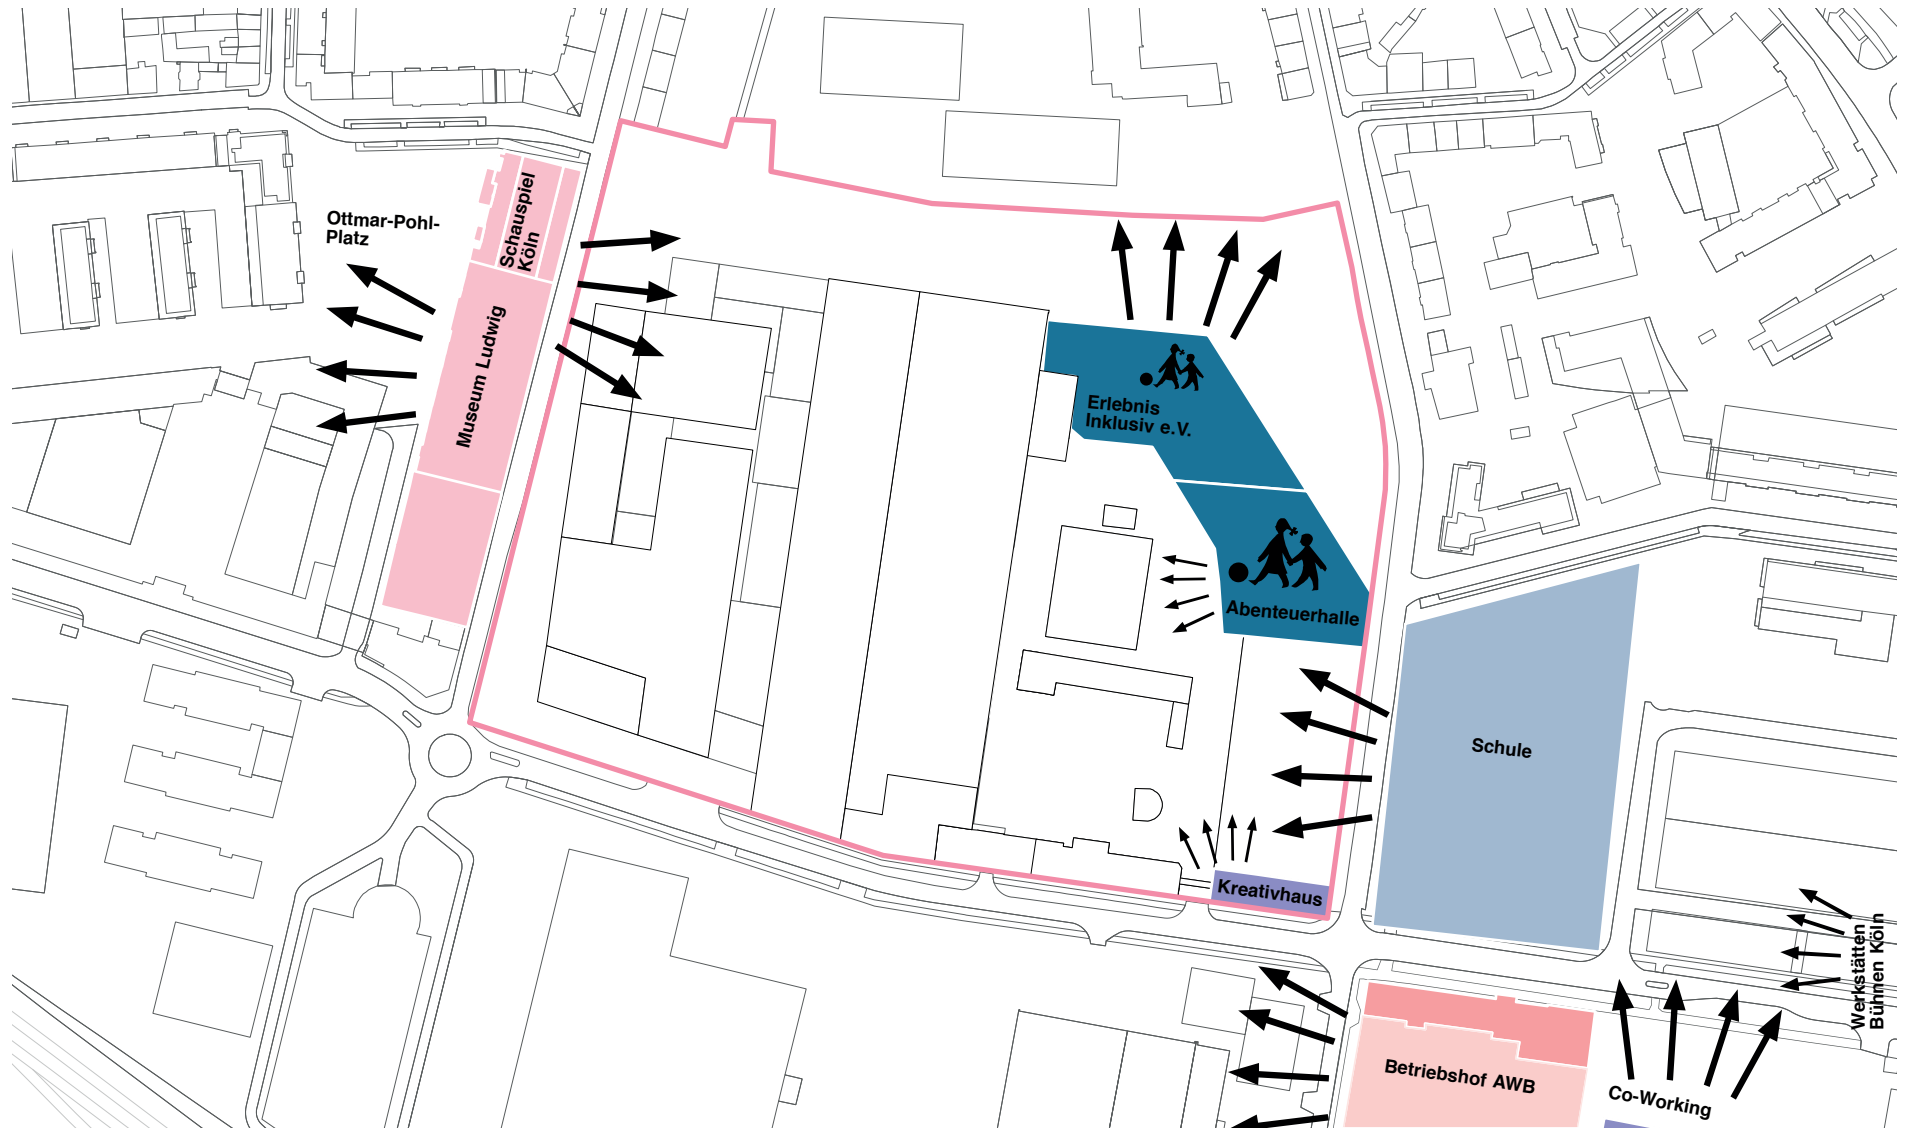 Ottmar-Pohl-
Platz
Schauspiel
Köln
Museum Ludwig
Erlebnis
Inklusiv e.V.
Abenteuerhalle
Schule
Kreativhaus
Werkstätten
Bühnen Köln
Betriebshof AWB
Co-Working